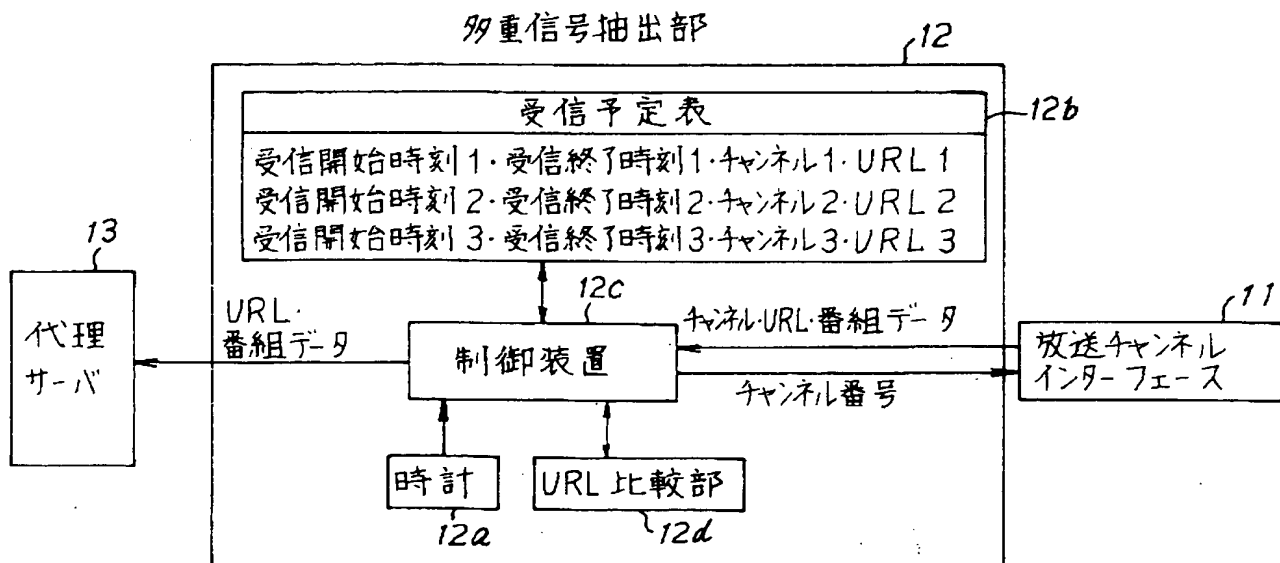 多重信号抽出部
12
受信予定表
12b
受信開始時刻1・受信終了時刻1・チャンネル1・URL1
受信開始時刻2・受信終了時刻2・チャンネル2・URL2
受信開始時刻3・受信終了時刻3・チャンネル3・URL3
13
代理
サーバ
URL・
番組データ
12c
制御装置
チャンネル・URL・番組データ
チャンネル番号
11
放送チャンネル
インターフェース
時計
12a
URL比較部
12d